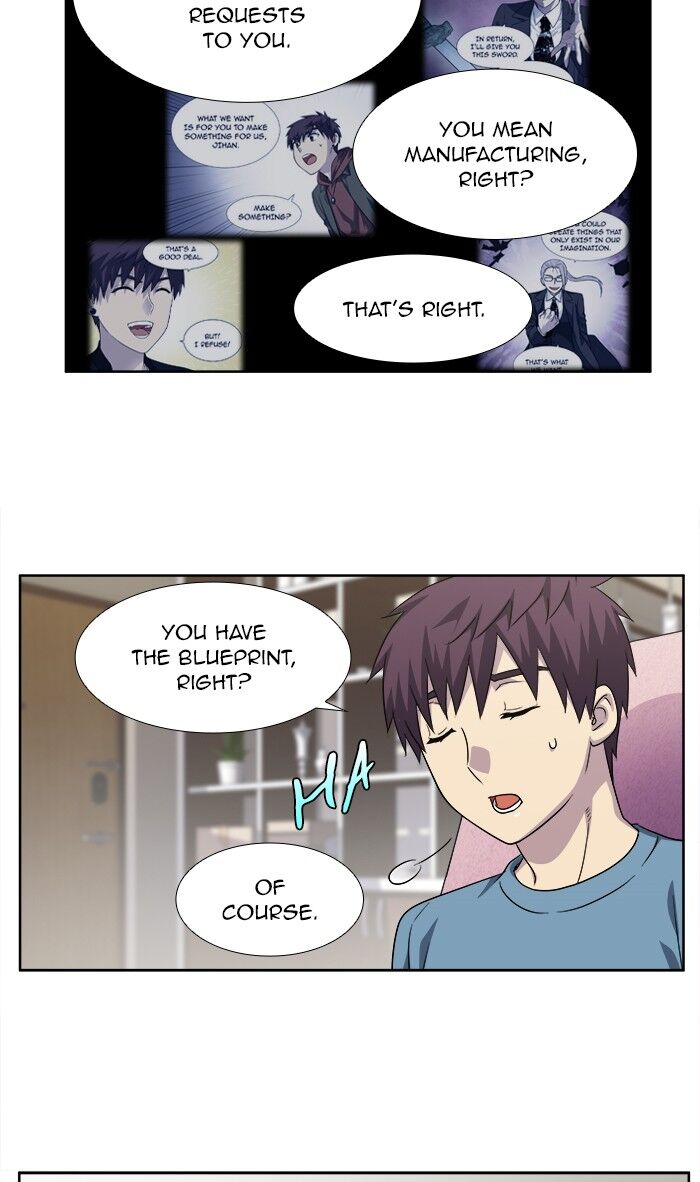 REQUESTS
TO YOU.
IN RETURN,
I'LL GIVE YOU
THIS SWORD.
WHAT WE WANT
IS FOR YOU TO MAKE
SOMETHING FOR US,
JIHAN.
YOU MEAN
MANUFACTURING,
RIGHT?
MAKE
SOMETHING?
COULD
CREATE THINGS THAT
ONLY EXIST IN OUR
IMAGINATION.
THAT'S A
GOOD DEAL.
THAT'S RIGHT.
BUT!
I REFUSE!
THAT'S WHAT
WE WANT
YOU HAVE
THE BLUEPRINT,
RIGHT?
HA
OF
COURSE.